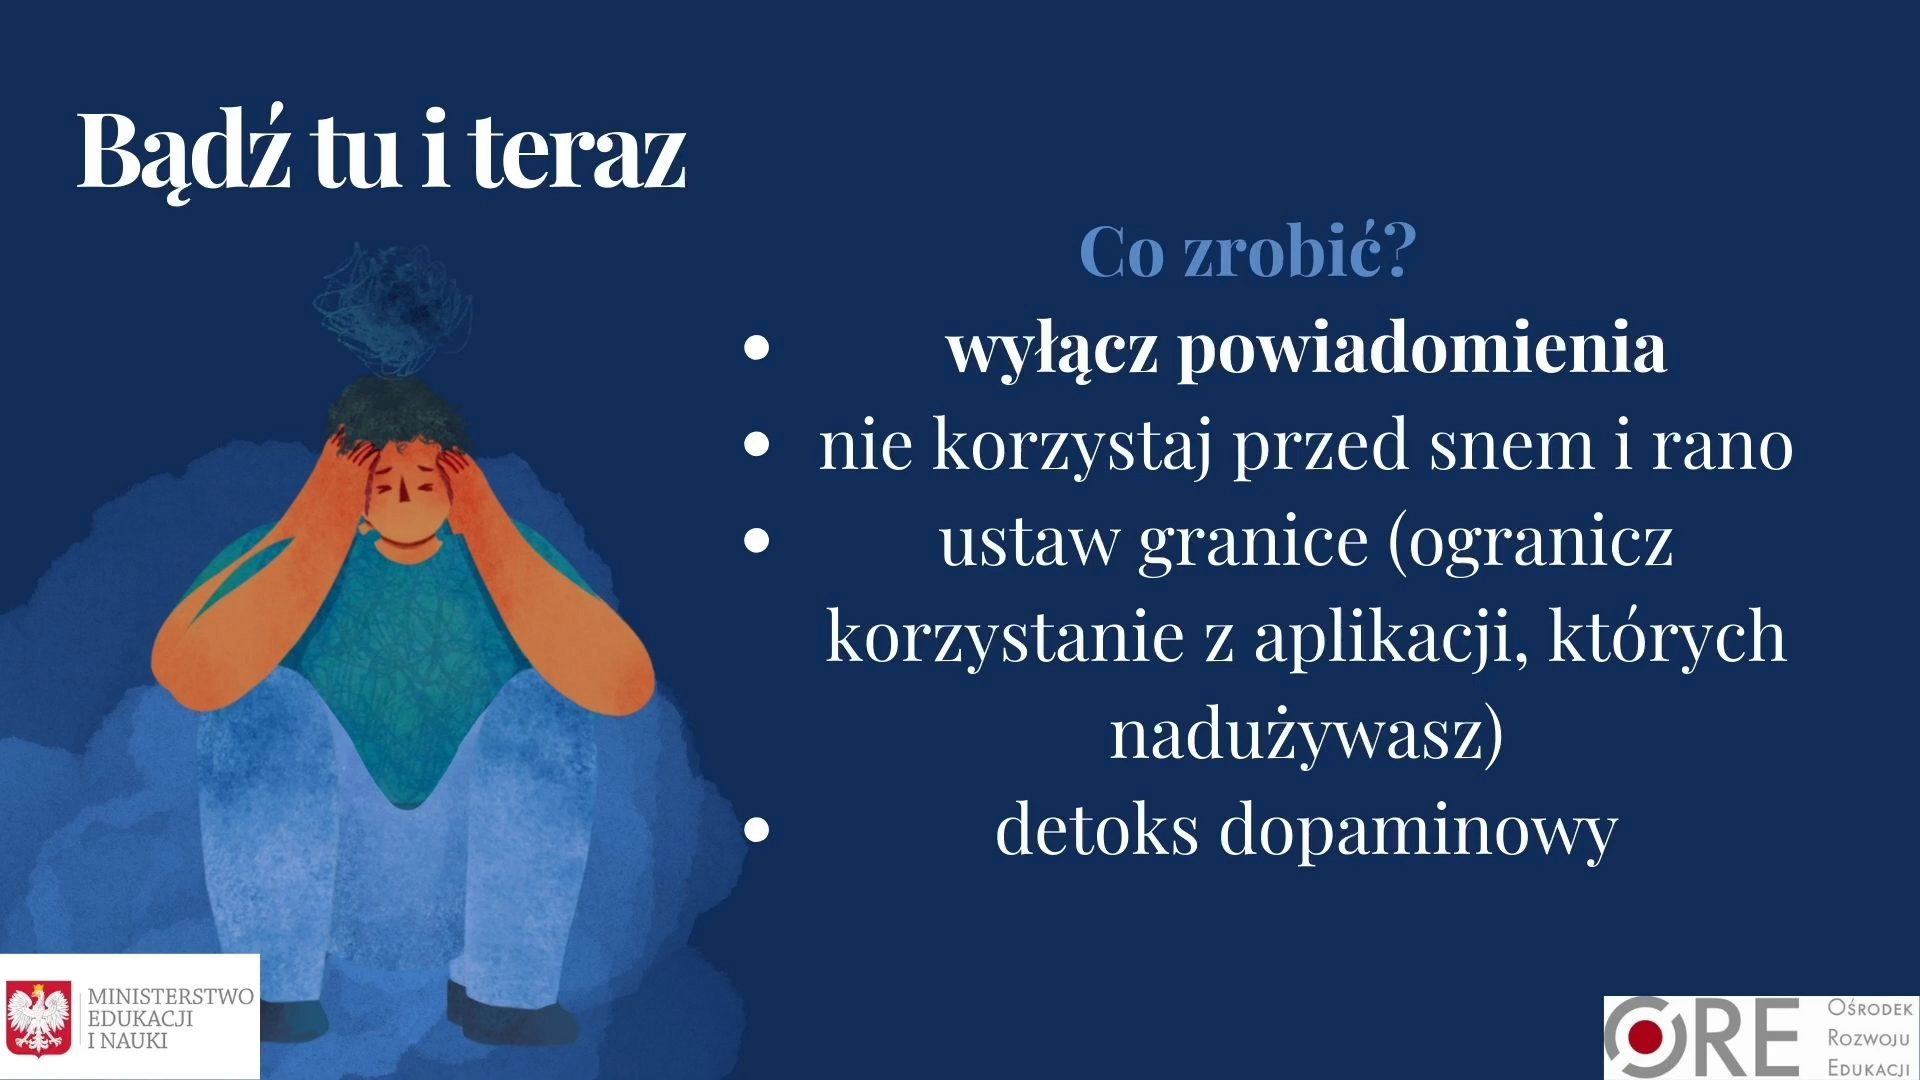 Bądź tu i teraz
Co zrobić?
• wyłącz powiadomienia
• nie korzystaj przed snem i rano
• ustaw granice (ogranicz
korzystanie z aplikacji, których
nadużywasz)
• detoks dopaminowy
MINISTERSTWO
EDUKACJI
I NAUKI
ORE
OŚRODEK
ROZWOJU
EDUKACJI